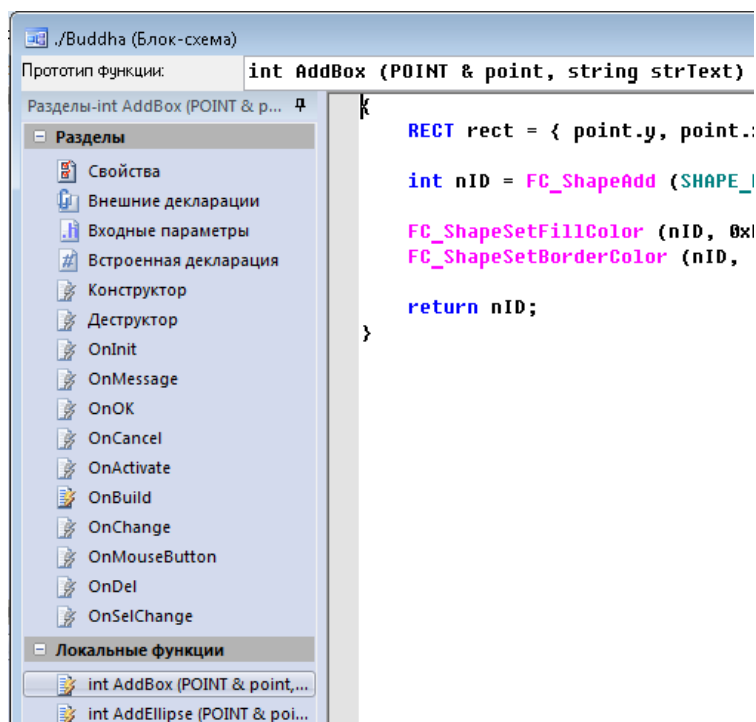 ./Buddha (Блок-схема)
Прототип функции: int AddBox (POINT & point, string strText)
Разделы-int AddBox (POINT & p...
Разделы
Свойства
Внешние декларации
Входные параметры
Встроенная декларация
Конструктор
Деструктор
OnInit
OnMessage
OnOK
OnCancel
OnActivate
OnBuild
OnChange
OnMouseButton
OnDel
OnSelChange
Локальные функции
int AddBox (POINT & point,...
int AddEllipse (POINT & poi...
{
RECT rect = { point.y, point.
int nID = FC_ShapeAdd (SHAPE_
FC_ShapeSetFillColor (nID, 0x
FC_ShapeSetBorderColor (nID,
return nID;
}